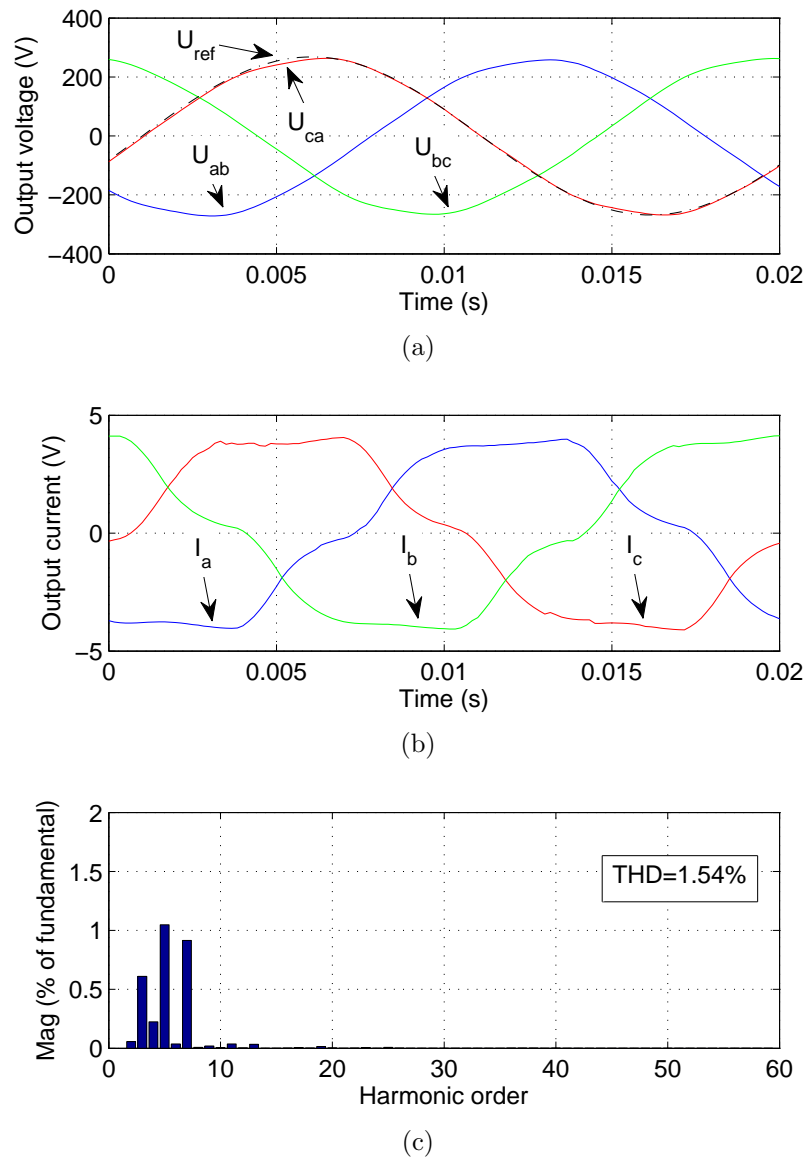 400
200
0
−200
−400
Output voltage (V)
U_ref
U_ca
U_ab
U_bc
0 0.005 0.01 0.015 0.02
Time (s)
(a)
5
0
−5
Output current (V)
I_a
I_b
I_c
0 0.005 0.01 0.015 0.02
Time (s)
(b)
2
1.5
1
0.5
0
Mag (% of fundamental)
THD=1.54%
0 10 20 30 40 50 60
Harmonic order
(c)